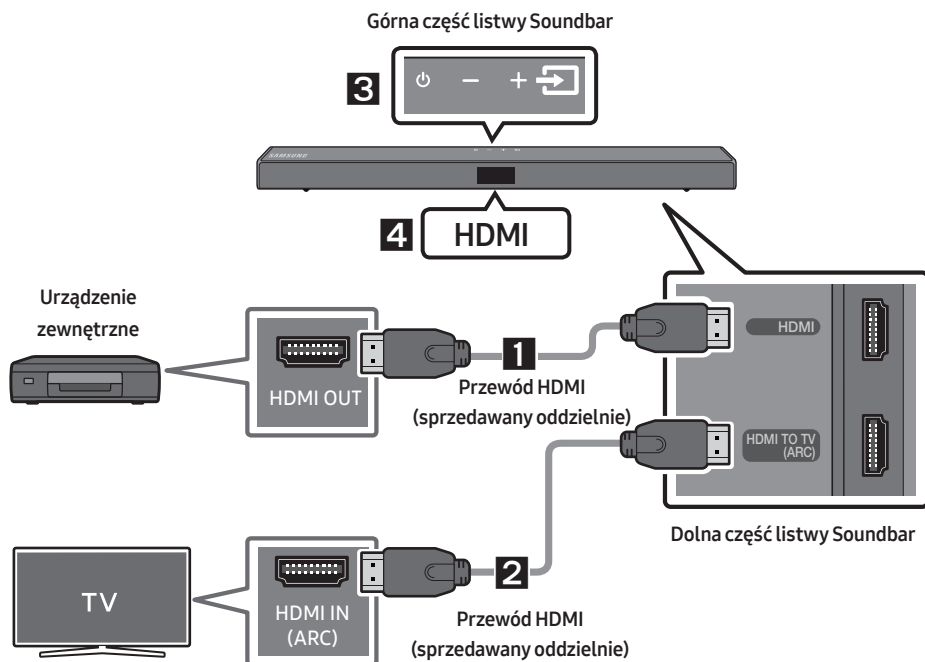 Górna część listwy Soundbar
3
SAMSUNG
4
HDMI
Urządzenie
zewnętrzne
HDMI OUT
1
Przewód HDMI
(sprzedawany oddzielnie)
HDMI
HDMI TO TV
(ARC)
Dolna część listwy Soundbar
TV
HDMI IN
(ARC)
2
Przewód HDMI
(sprzedawany oddzielnie)